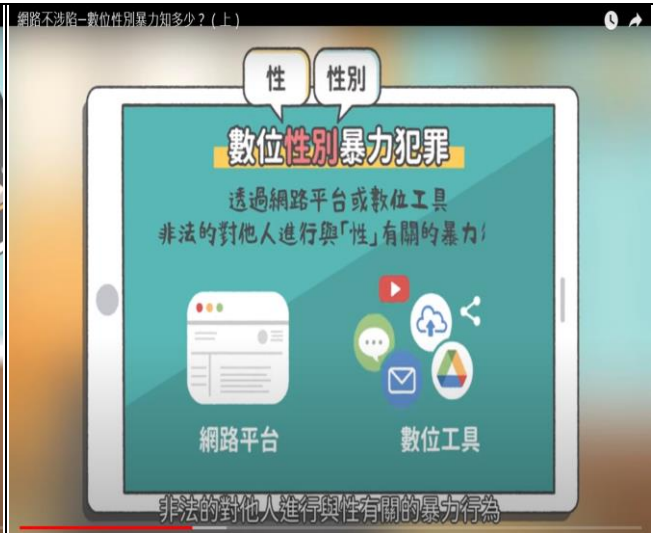 網路不涉陷—數位性別暴力知多少？（上）
性
性別
數位性別暴力犯罪
透過網路平台或數位工具
非法的對他人進行與「性」有關的暴力
網路平台
數位工具
非法的對他人進行與性有關的暴力行為